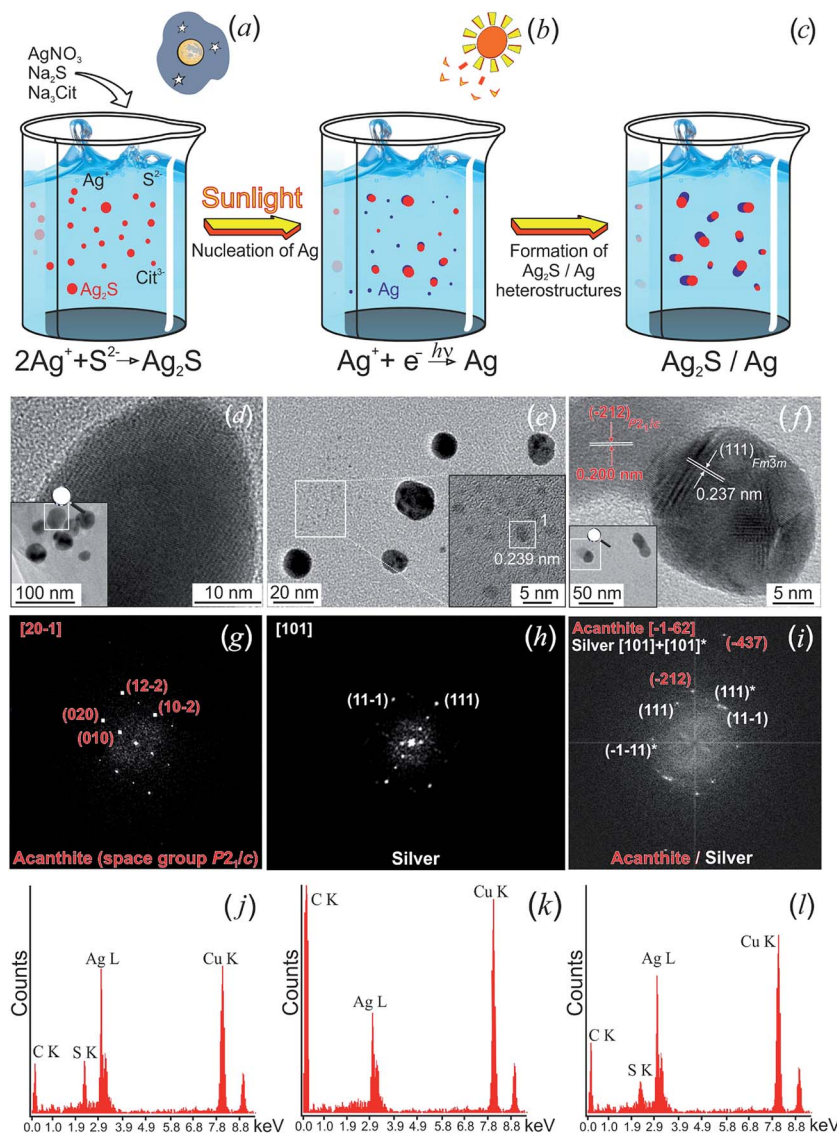 (a)
AgNO₃
Na₂S
Na₃Cit
Ag⁺ S²⁻
Cit³⁻
Ag₂S
2Ag⁺+S²⁻→Ag₂S
Sunlight
Nucleation of Ag
(b)
Ag
Ag⁺+ e⁻ hν→ Ag
Formation of
Ag₂S / Ag
heterostructures
(c)
Ag₂S / Ag
(d)
100 nm
10 nm
(e)
1
0.239 nm
20 nm
5 nm
(f)
(-212)
P2₁/c
0.200 nm
(111)
Fm3̅m
0.237 nm
50 nm
5 nm
[20-1]
(g)
(12-2)
(020)
(10-2)
(010)
Acanthite (space group P2₁/c)
[101]
(h)
(11-1)
(111)
Silver
Acanthite [-1-62]
Silver [101]+[101]*
(i)
(-437)
(-212)
(111)*
(111)
(11-1)
(-1-11)*
Acanthite / Silver
(j)
Counts
Ag L
Cu K
C K
S K
0.0 1.0 1.9 2.9 3.9 4.9 5.9 6.8 7.8 8.8 keV
(k)
Counts
C K
Cu K
Ag L
0.0 1.0 1.9 2.9 3.9 4.9 5.9 6.8 7.8 8.8 keV
(l)
Counts
Cu K
Ag L
C K
S K
0.0 1.0 1.9 2.9 3.9 4.9 5.9 6.8 7.8 8.8 keV